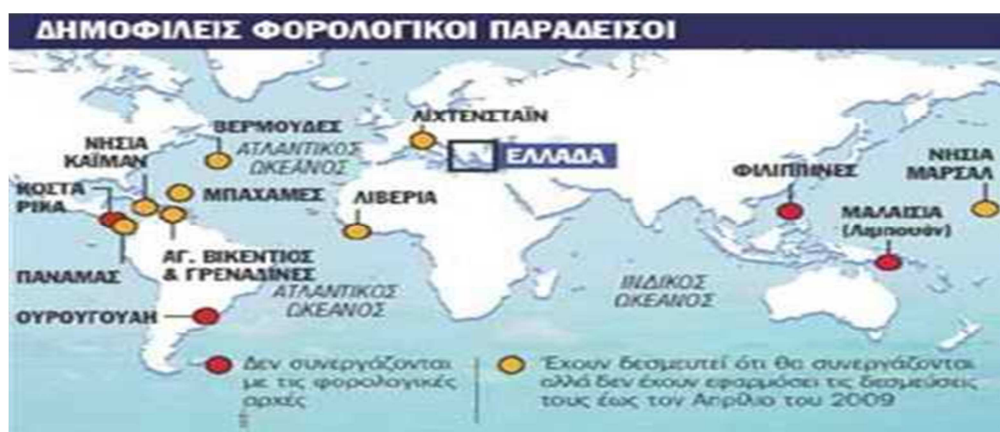 ΔΗΜΟΦΙΛΕΙΣ ΦΟΡΟΛΟΓΙΚΟΙ ΠΑΡΑΔΕΙΣΟΙ
ΛΙΧΤΕΝΣΤΑΪΝ
ΒΕΡΜΟΥΔΕΣ
ΝΗΣΙΑ
ΚΑΪΜΑΝ
ΑΤΛΑΝΤΙΚΟΣ
ΩΚΕΑΝΟΣ
ΕΛΛΑΔΑ
ΝΗΣΙΑ
ΜΑΡΣΑΛ
ΦΙΛΙΠΠΙΝΕΣ
ΚΟΣΤΑ
ΡΙΚΑ
ΜΠΑΧΑΜΕΣ
ΛΙΒΕΡΙΑ
ΜΑΛΑΙΣΙΑ
(Λαμπουάν)
ΑΓ. ΒΙΚΕΝΤΙΟΣ
& ΓΡΕΝΑΔΙΝΕΣ
ΠΑΝΑΜΑΣ
ΑΤΛΑΝΤΙΚΟΣ
ΩΚΕΑΝΟΣ
ΙΝΔΙΚΟΣ
ΩΚΕΑΝΟΣ
ΟΥΡΟΥΓΟΥΑΗ
Δεν συνεργάζονται
με τις φορολογικές
αρχές
Έχουν δεσμευτεί ότι θα συνεργάζονται
αλλά δεν έχουν εφαρμόσει τις δεσμεύσεις
τους έως τον Απρίλιο του 2009